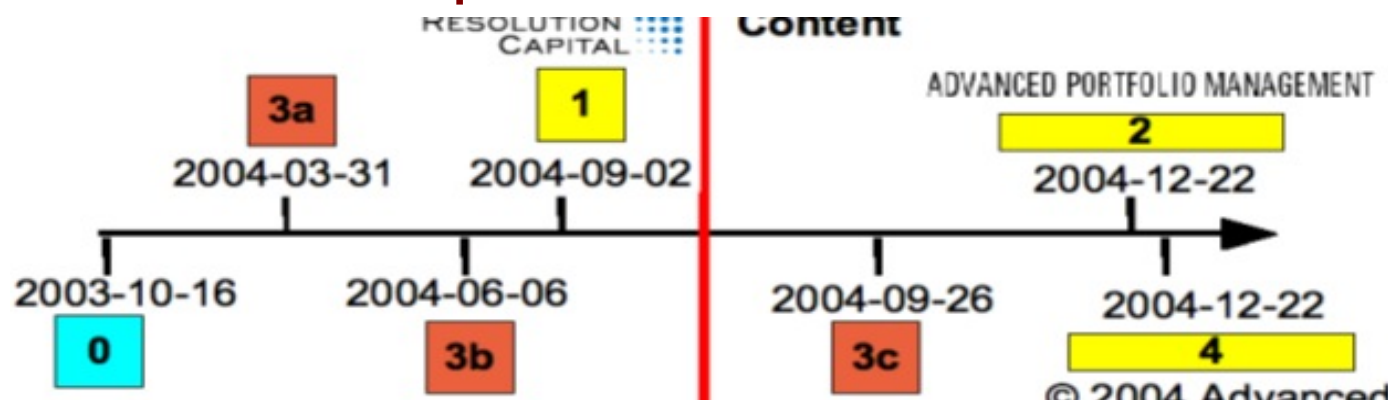 RESOLUTION
CAPITAL
Content
ADVANCED PORTFOLIO MANAGEMENT
3a
1
2
2004-03-31
2004-09-02
2004-12-22
2003-10-16
2004-06-06
2004-09-26
2004-12-22
0
3b
3c
4
© 2004 Advanced